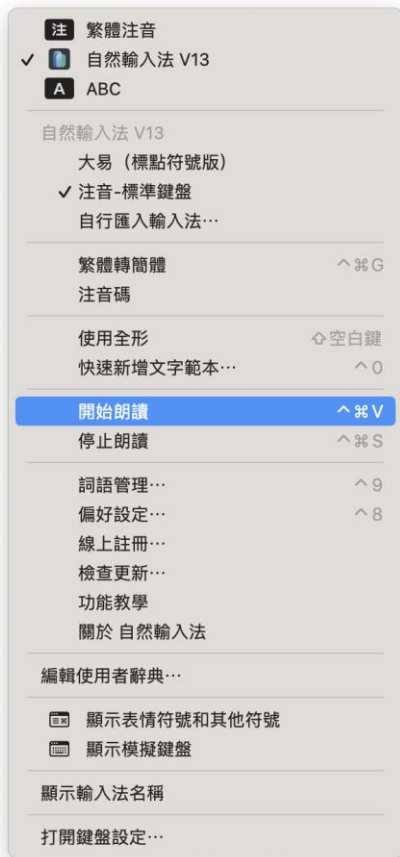 注 繁體注音
✓ 自然輸入法 V13
A ABC
自然輸入法 V13
大易（標點符號版）
✓ 注音-標準鍵盤
自行匯入輸入法⋯
繁體轉簡體 ^⌘G
注音碼
使用全形 ⇧空白鍵
快速新增文字範本⋯ ^0
開始朗讀 ^⌘V
停止朗讀 ^⌘S
詞語管理⋯ ^9
偏好設定⋯ ^8
線上註冊⋯
檢查更新⋯
功能教學
關於 自然輸入法
編輯使用者辭典⋯
顯示表情符號和其他符號
顯示模擬鍵盤
顯示輸入法名稱
打開鍵盤設定⋯